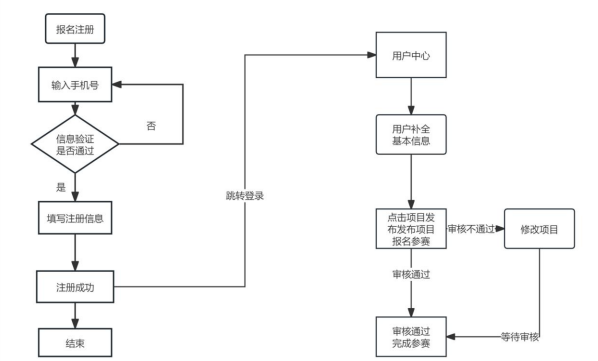 报名注册
输入手机号
信息验证
是否通过
否
是
填写注册信息
注册成功
结束
跳转登录
用户中心
用户补全
基本信息
点击项目发
布发布项目
报名参赛
审核不通过
修改项目
审核通过
等待审核
审核通过
完成参赛